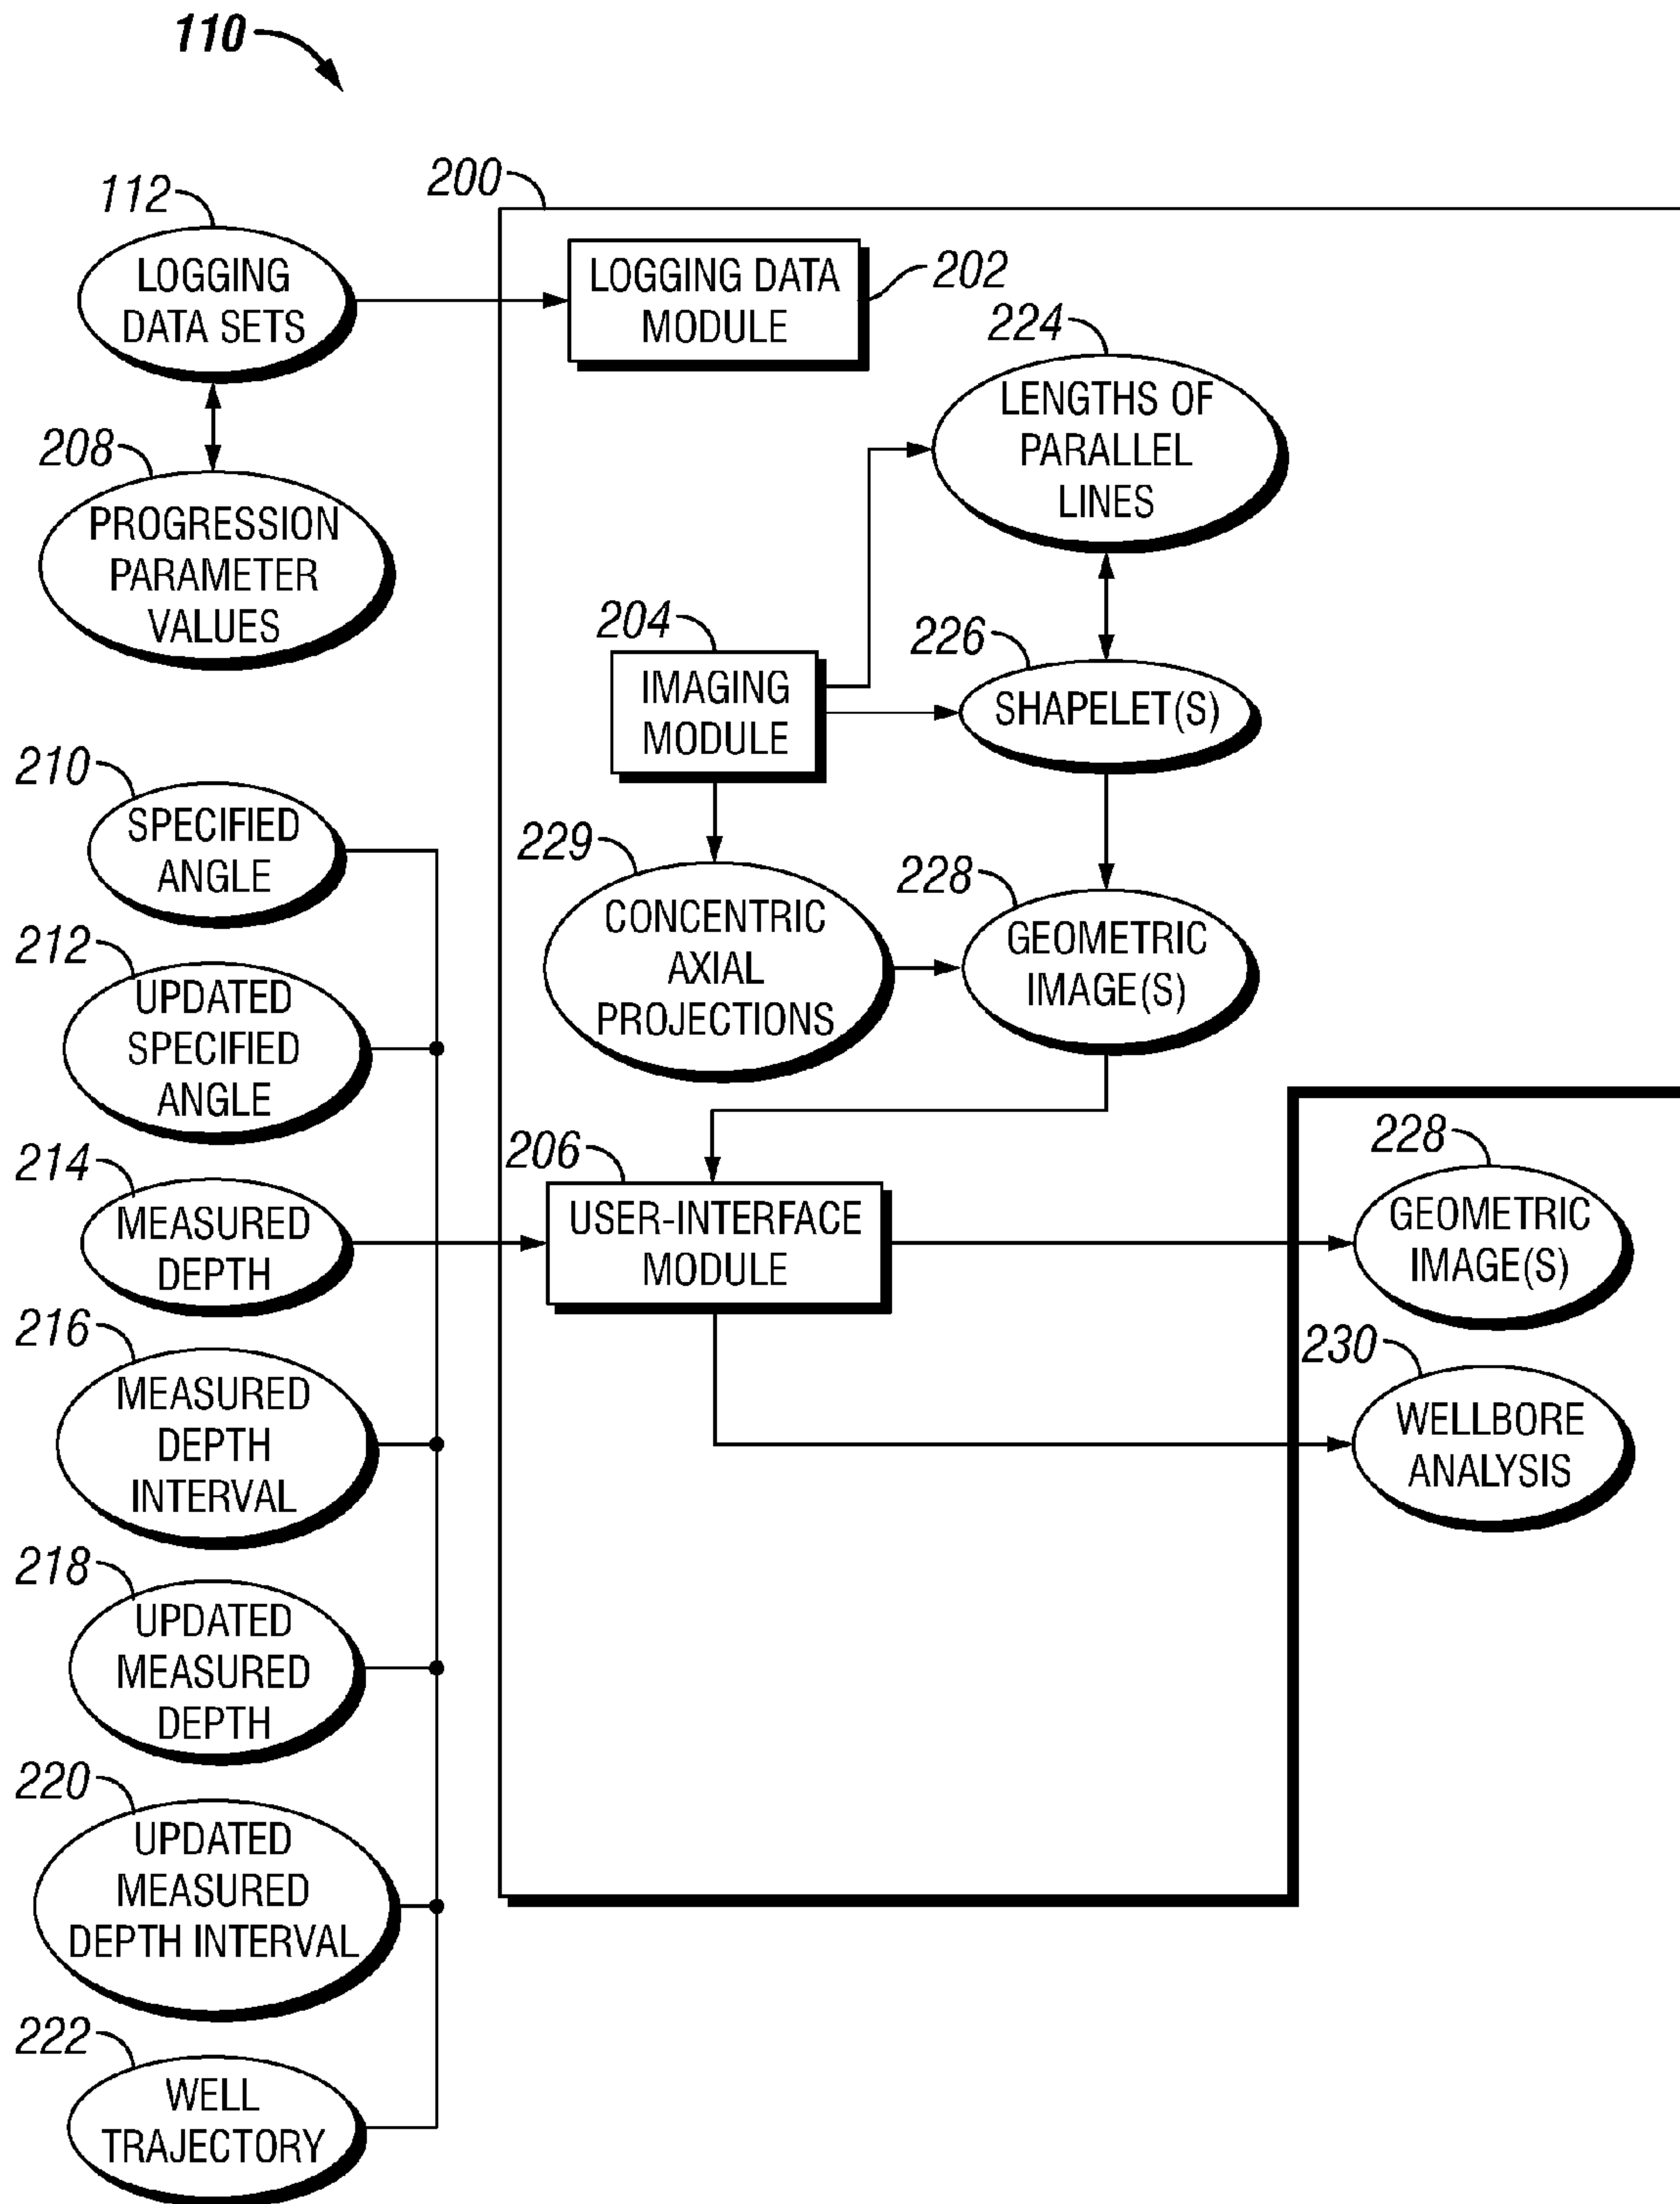 110
200
112
LOGGING
DATA SETS
LOGGING DATA
MODULE
202
224
LENGTHS OF
PARALLEL
LINES
208
PROGRESSION
PARAMETER
VALUES
204
IMAGING
MODULE
226
SHAPELET(S)
210
SPECIFIED
ANGLE
229
CONCENTRIC
AXIAL
PROJECTIONS
228
GEOMETRIC
IMAGE(S)
212
UPDATED
SPECIFIED
ANGLE
214
MEASURED
DEPTH
206
USER-INTERFACE
MODULE
228
GEOMETRIC
IMAGE(S)
216
MEASURED
DEPTH
INTERVAL
230
WELLBORE
ANALYSIS
218
UPDATED
MEASURED
DEPTH
220
UPDATED
MEASURED
DEPTH INTERVAL
222
WELL
TRAJECTORY